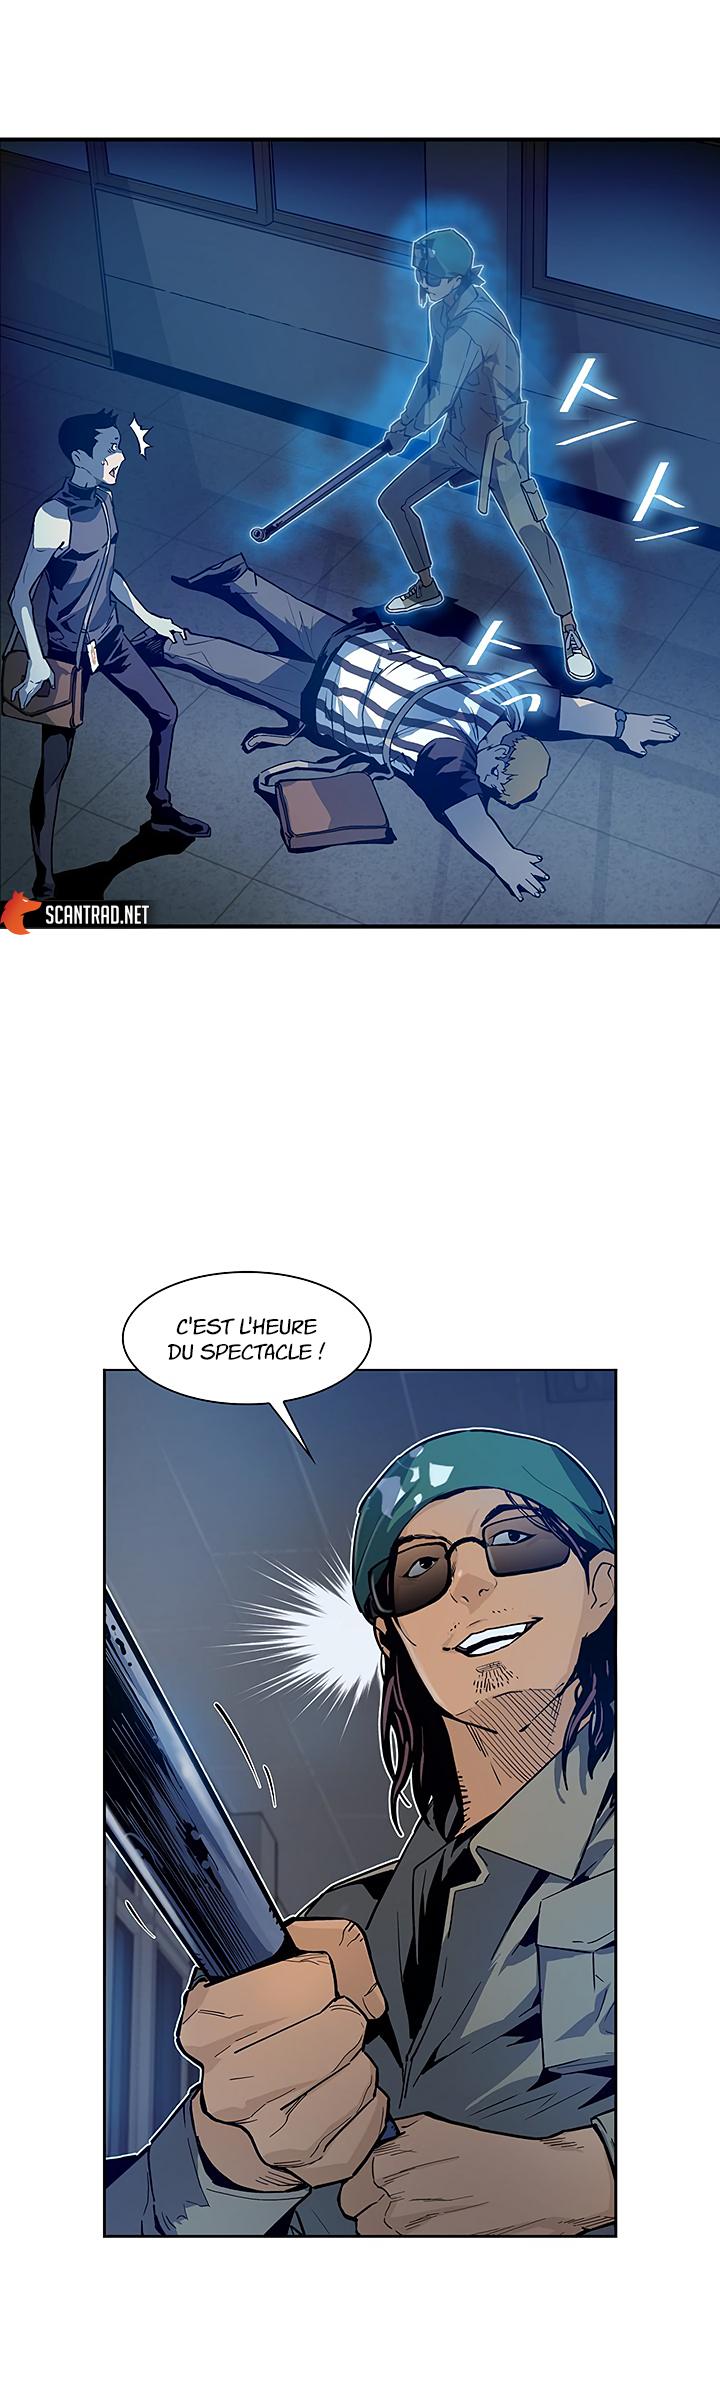 ㅏ
ㅏ
ㅏ
SCANTRAD.NET
C'EST L'HEURE
DU SPECTACLE !